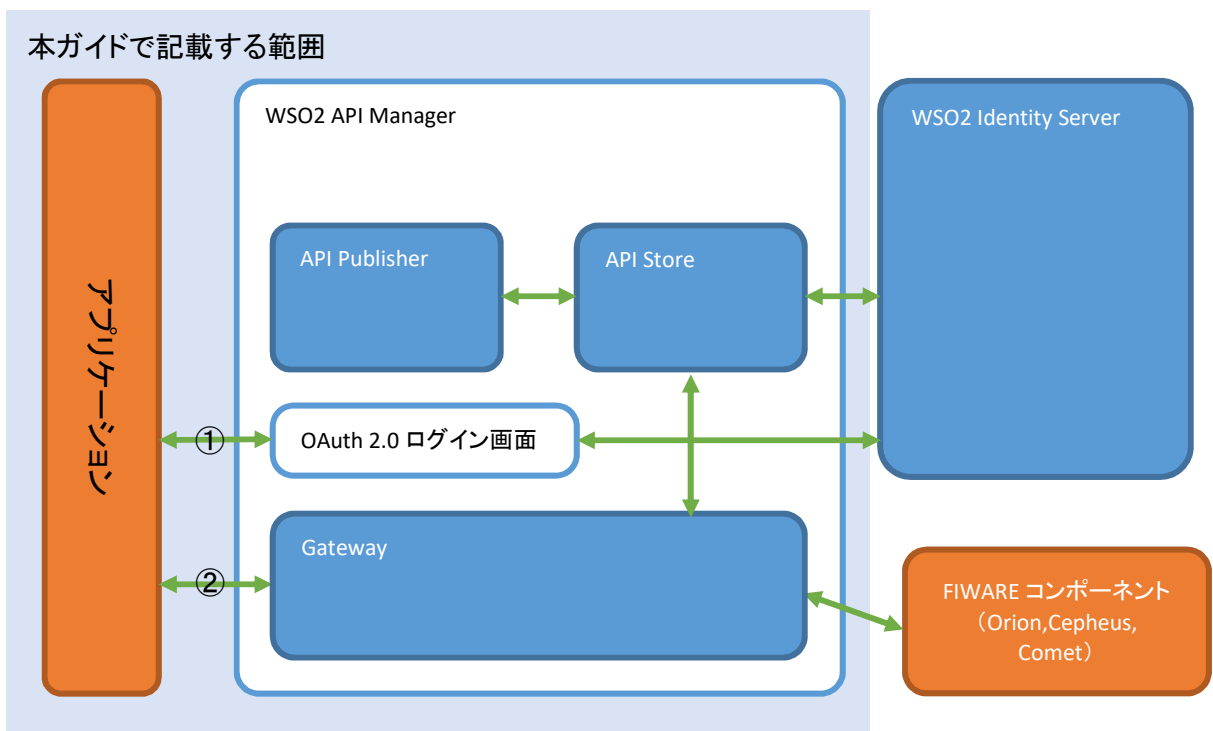 本ガイドで記載する範囲
アプリケーション
WSO2 API Manager
WSO2 Identity Server
API Publisher
API Store
①
OAuth 2.0 ログイン画面
②
Gateway
FIWARE コンポーネント
（Orion,Cepheus,
Comet）